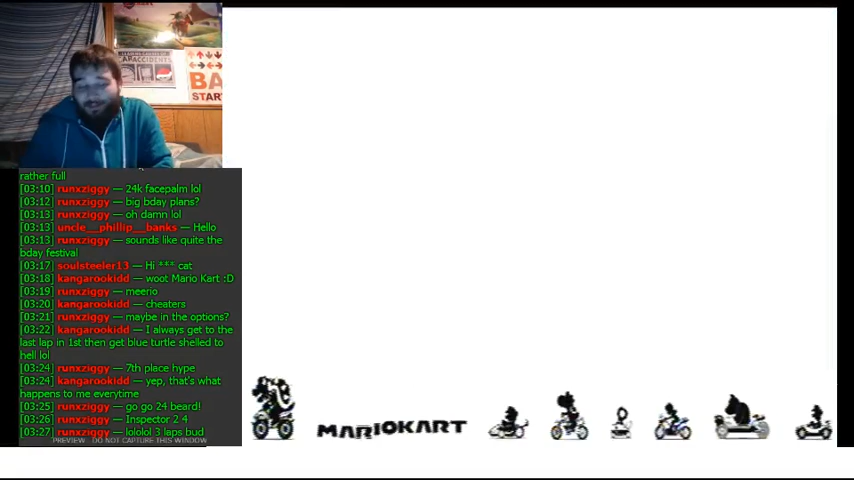 CARACCIDENTS
BA
STAR
rather full
[03:10] runxziggy — 24k facepalm lol
[03:12] runxziggy — big bday plans?
[03:13] runxziggy — oh damn lol
[03:13] uncle__phillip__banks — Hello
[03:13] runxziggy — sounds like quite the
bday festival
[03:17] soulsteeler13 — Hi *** cat
[03:18] kangarookidd — woot Mario Kart :D
[03:19] runxziggy — meerio
[03:20] kangarookidd — cheaters
[03:21] runxziggy — maybe in the options?
[03:22] kangarookidd — I always get to the
last lap in 1st then get blue turtle shelled to
hell lol
[03:24] runxziggy — 7th place hype
[03:24] kangarookidd — yep, that's what
happens to me everytime
[03:25] runxziggy — go go 24 beard!
[03:26] runxziggy — Inspector 2 4
[03:27] runxziggy — lololol 3 laps bud
PREVIEW - DO NOT CAPTURE THIS WINDOW
MARIOKART